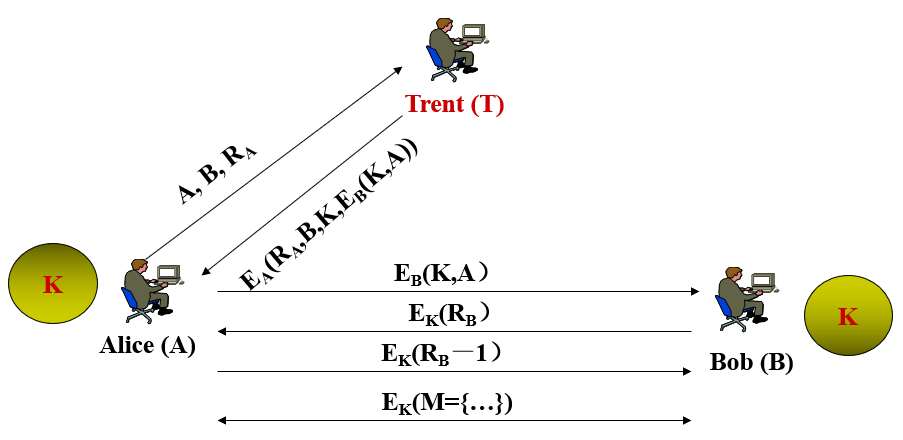 Trent (T)
A, B, R_A
E_A(R_A,B,K,E_B(K,A))
K
Alice (A)
E_B(K,A）
E_K(R_B）
E_K(R_B－1）
E_K(M={…})
Bob (B)
K